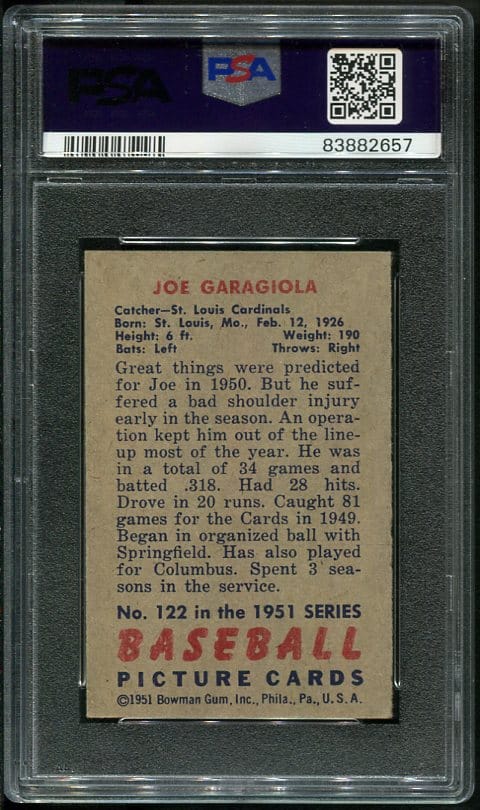 PSA
PSA
83882657
JOE GARAGIOLA
Catcher—St. Louis Cardinals
Born: St. Louis, Mo., Feb. 12, 1926
Height: 6 ft. Weight: 190
Bats: Left Throws: Right
Great things were predicted
for Joe in 1950. But he suf-
fered a bad shoulder injury
early in the season. An opera-
tion kept him out of the line-
up most of the year. He was
in a total of 34 games and
batted .318. Had 28 hits.
Drove in 20 runs. Caught 81
games for the Cards in 1949.
Began in organized ball with
Springfield. Has also played
for Columbus. Spent 3 sea-
sons in the service.
No. 122 in the 1951 SERIES
BASEBALL
PICTURE CARDS
©1951 Bowman Gum, Inc., Phila., Pa., U. S. A.